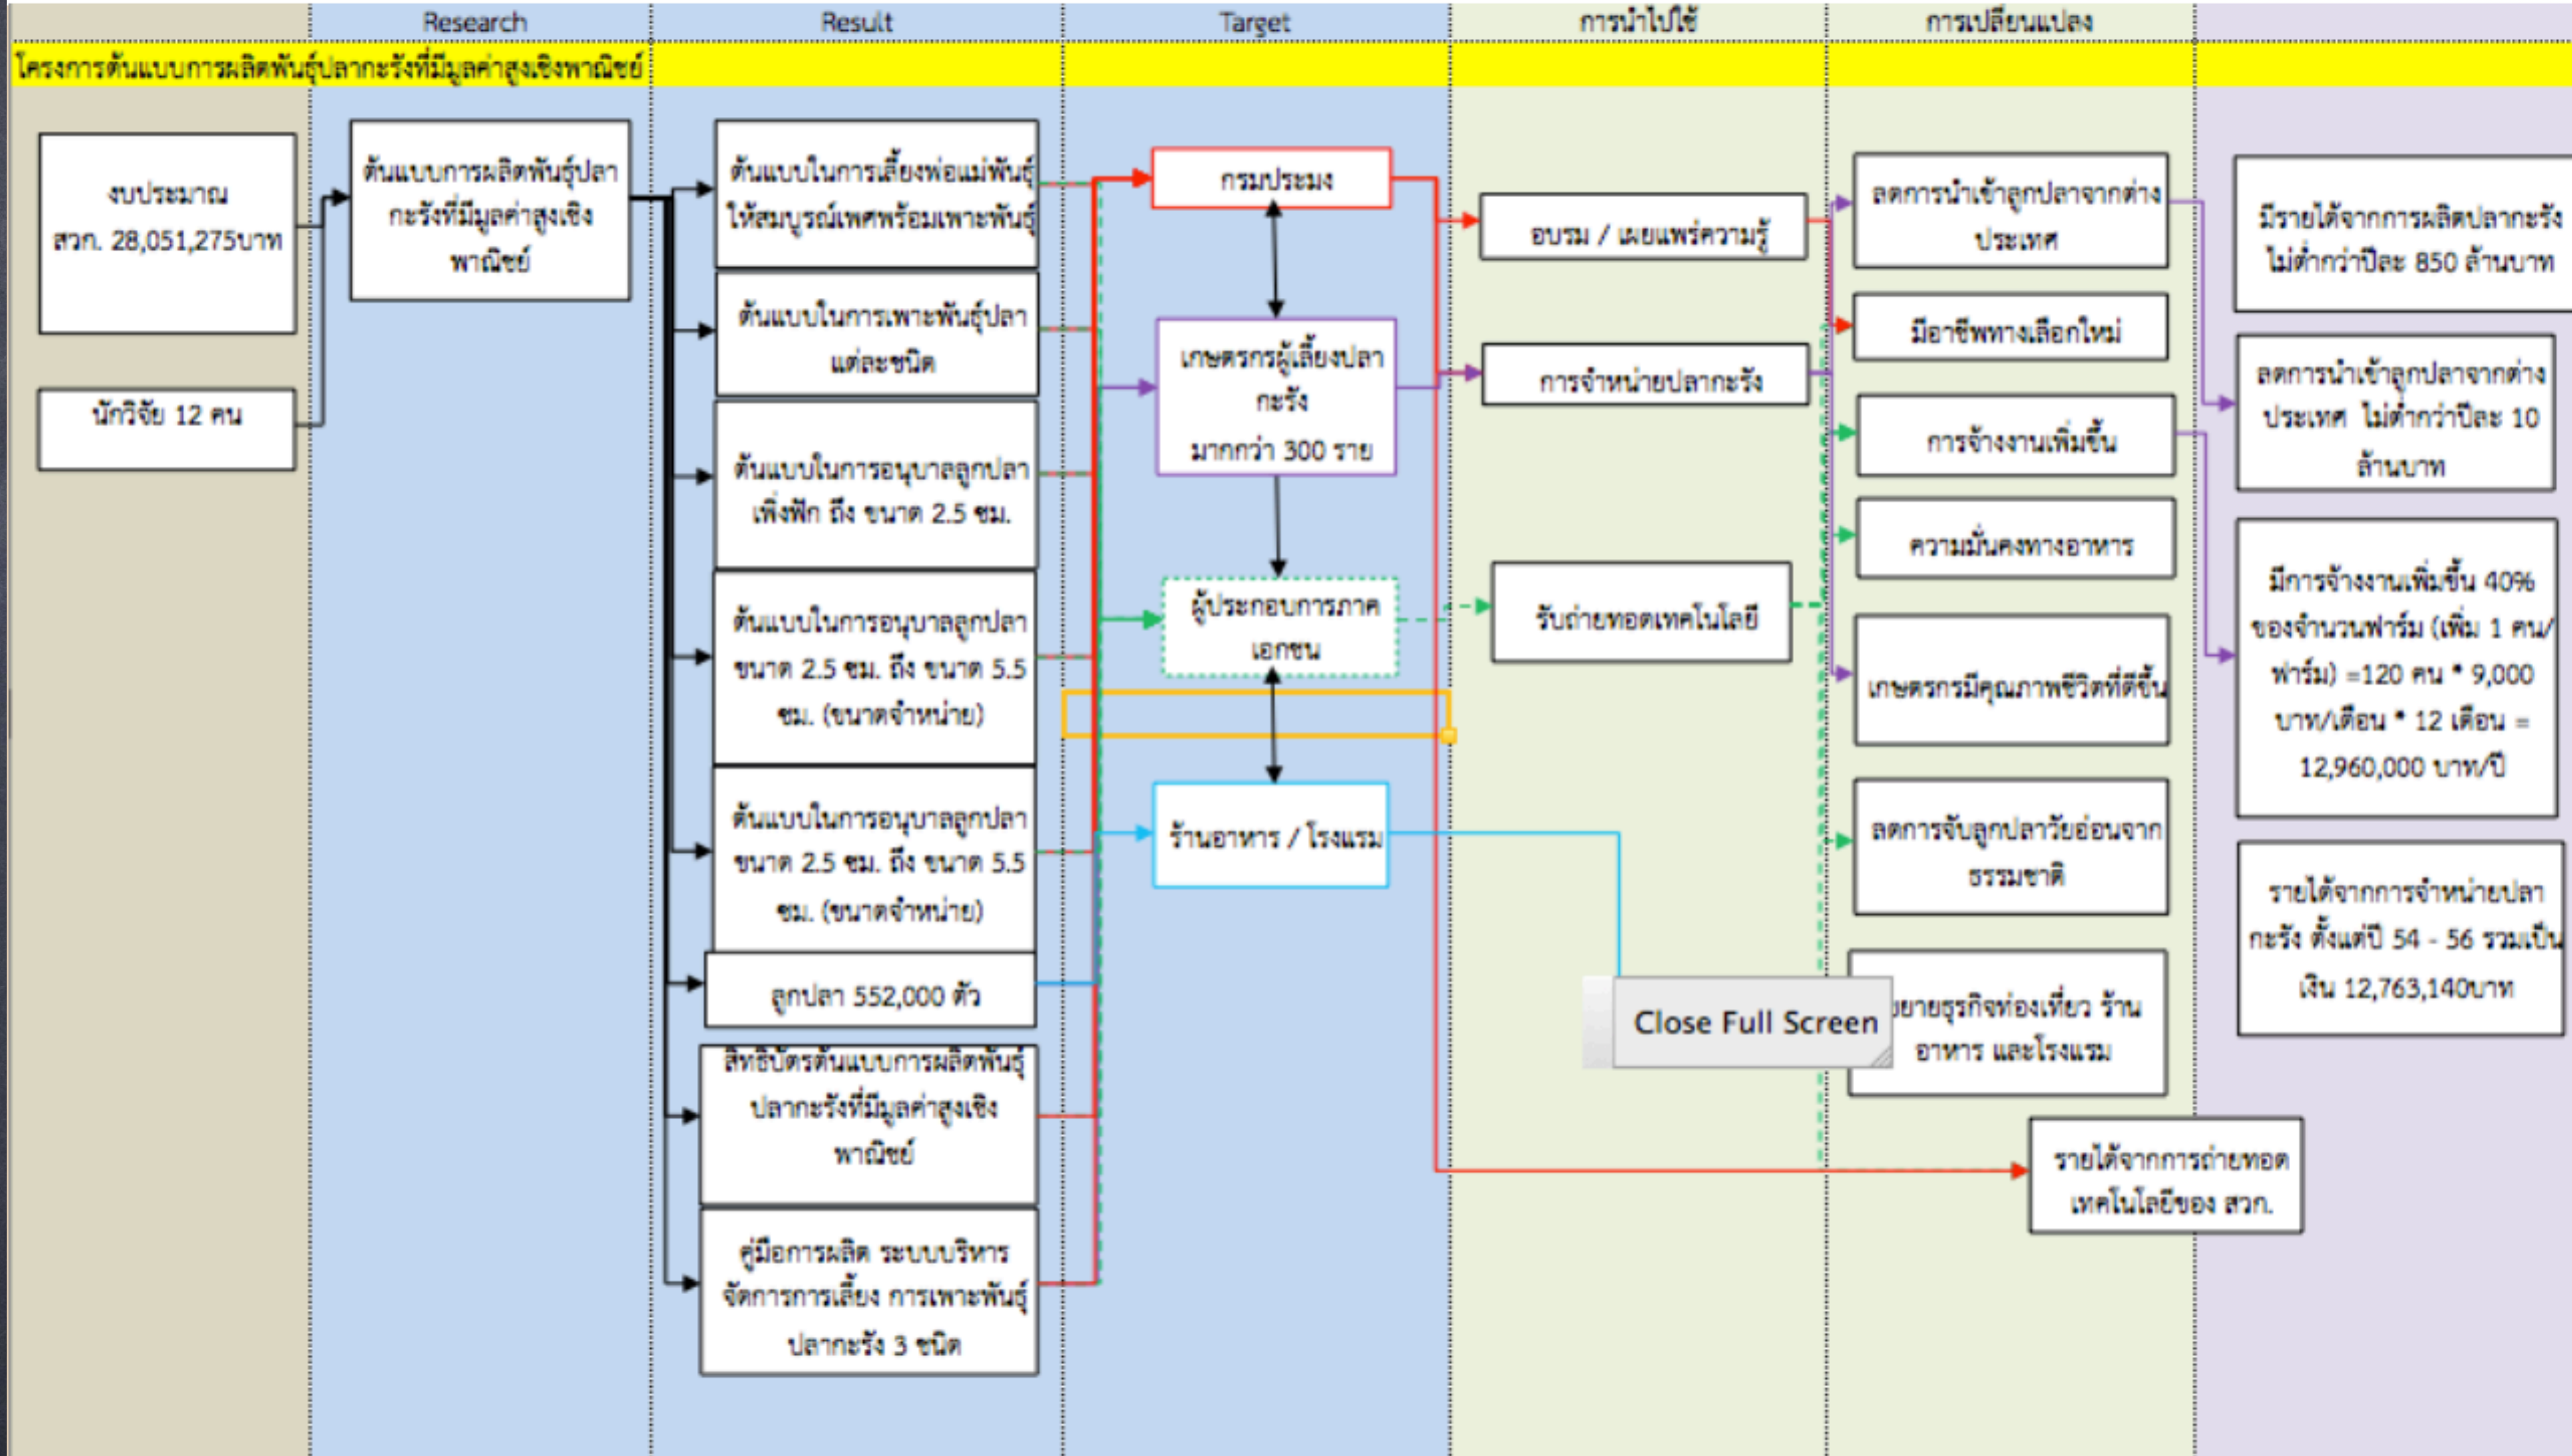 Research
Result
Target
การนำไปใช้
การเปลี่ยนแปลง
โครงการต้นแบบการผลิตพันธุ์ปลากะรังที่มีมูลค่าสูงเชิงพาณิชย์
งบประมาณ
สวก. 28,051,275บาท
นักวิจัย 12 คน
ต้นแบบการผลิตพันธุ์ปลา
กะรังที่มีมูลค่าสูงเชิง
พาณิชย์
ต้นแบบในการเลี้ยงพ่อแม่พันธุ์
ให้สมบูรณ์เพศพร้อมเพาะพันธุ์
ต้นแบบในการเพาะพันธุ์ปลา
แต่ละชนิด
ต้นแบบในการอนุบาลลูกปลา
เพิ่งฟัก ถึง ขนาด 2.5 ซม.
ต้นแบบในการอนุบาลลูกปลา
ขนาด 2.5 ซม. ถึง ขนาด 5.5
ซม. (ขนาดจำหน่าย)
ต้นแบบในการอนุบาลลูกปลา
ขนาด 2.5 ซม. ถึง ขนาด 5.5
ซม. (ขนาดจำหน่าย)
ลูกปลา 552,000 ตัว
สิทธิบัตรต้นแบบการผลิตพันธุ์
ปลากะรังที่มีมูลค่าสูงเชิง
พาณิชย์
คู่มือการผลิต ระบบบริหาร
จัดการการเลี้ยง การเพาะพันธุ์
ปลากะรัง 3 ชนิด
กรมประมง
เกษตรกรผู้เลี้ยงปลา
กะรัง
มากกว่า 300 ราย
ผู้ประกอบการภาค
เอกชน
ร้านอาหาร / โรงแรม
อบรม / เผยแพร่ความรู้
การจำหน่ายปลากะรัง
รับถ่ายทอดเทคโนโลยี
Close Full Screen
ลดการนำเข้าลูกปลาจากต่าง
ประเทศ
มีอาชีพทางเลือกใหม่
การจ้างงานเพิ่มขึ้น
ความมั่นคงทางอาหาร
เกษตรกรมีคุณภาพชีวิตที่ดีขึ้น
ลดการจับลูกปลาวัยอ่อนจาก
ธรรมชาติ
ขยายธุรกิจท่องเที่ยว ร้าน
อาหาร และโรงแรม
รายได้จากการถ่ายทอด
เทคโนโลยีของ สวก.
มีรายได้จากการผลิตปลากะรัง
ไม่ต่ำกว่าปีละ 850 ล้านบาท
ลดการนำเข้าลูกปลาจากต่าง
ประเทศ ไม่ต่ำกว่าปีละ 10
ล้านบาท
มีการจ้างงานเพิ่มขึ้น 40%
ของจำนวนฟาร์ม (เพิ่ม 1 คน/
ฟาร์ม) =120 คน * 9,000
บาท/เดือน * 12 เดือน =
12,960,000 บาท/ปี
รายได้จากการจำหน่ายปลา
กะรัง ตั้งแต่ปี 54 - 56 รวมเป็น
เงิน 12,763,140บาท